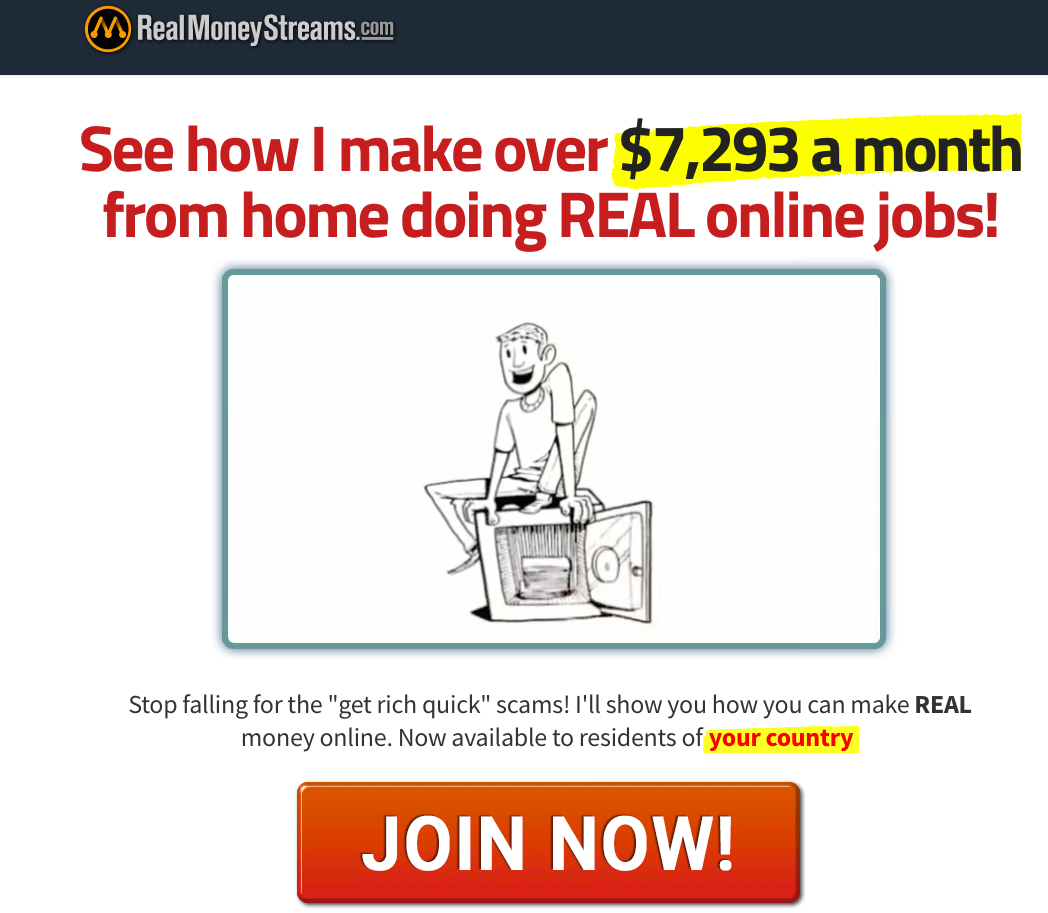 RealMoneyStreams.com
See how I make over $7,293 a month
from home doing REAL online jobs!
Stop falling for the "get rich quick" scams! I'll show you how you can make REAL
money online. Now available to residents of your country
JOIN NOW!